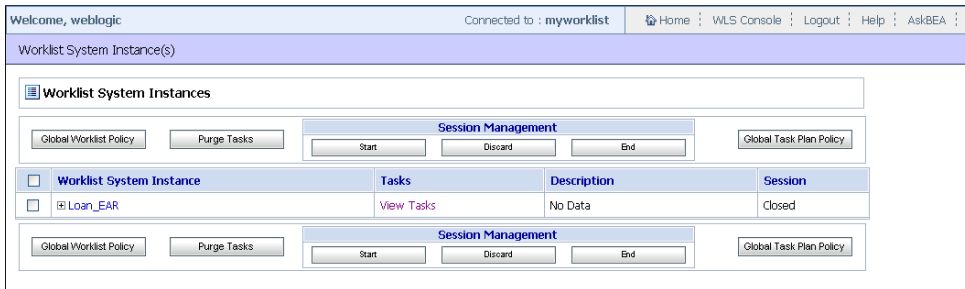 Welcome, weblogic Connected to : myworklist Home WLS Console Logout Help AskBEA
Worklist System Instance(s)
Worklist System Instances
Session Management
Global Worklist Policy Purge Tasks Start Discard End Global Task Plan Policy
Worklist System Instance Tasks Description Session
Loan_EAR View Tasks No Data Closed
Session Management
Global Worklist Policy Purge Tasks Start Discard End Global Task Plan Policy